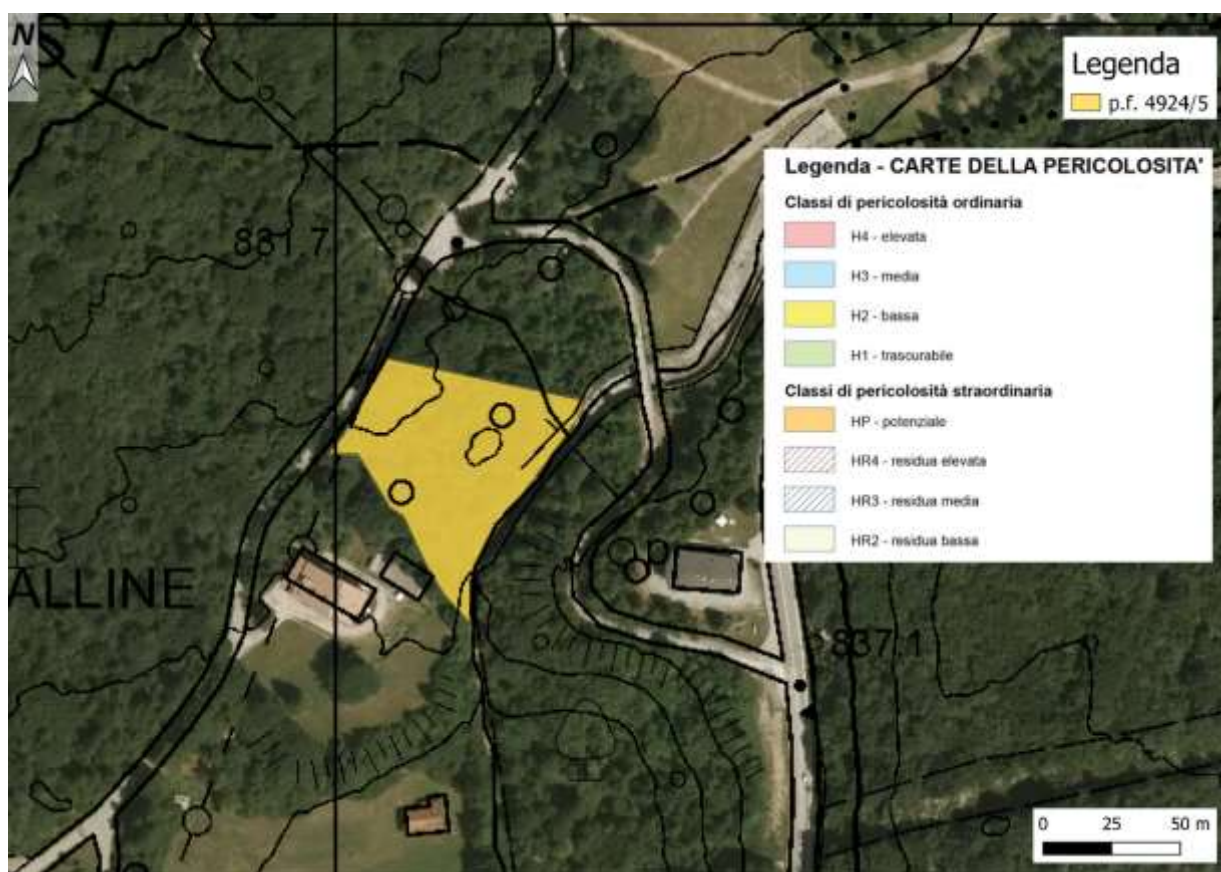 N
S I
Legenda
p.f. 4924/5
Legenda - CARTE DELLA PERICOLOSITA'
Classi di pericolosità ordinaria
H4 - elevata
H3 - media
H2 - bassa
H1 - trascurabile
Classi di pericolosità straordinaria
HP - potenziale
HR4 - residua elevata
HR3 - residua media
HR2 - residua bassa
831.7
ALLINE
837.1
0 25 50 m